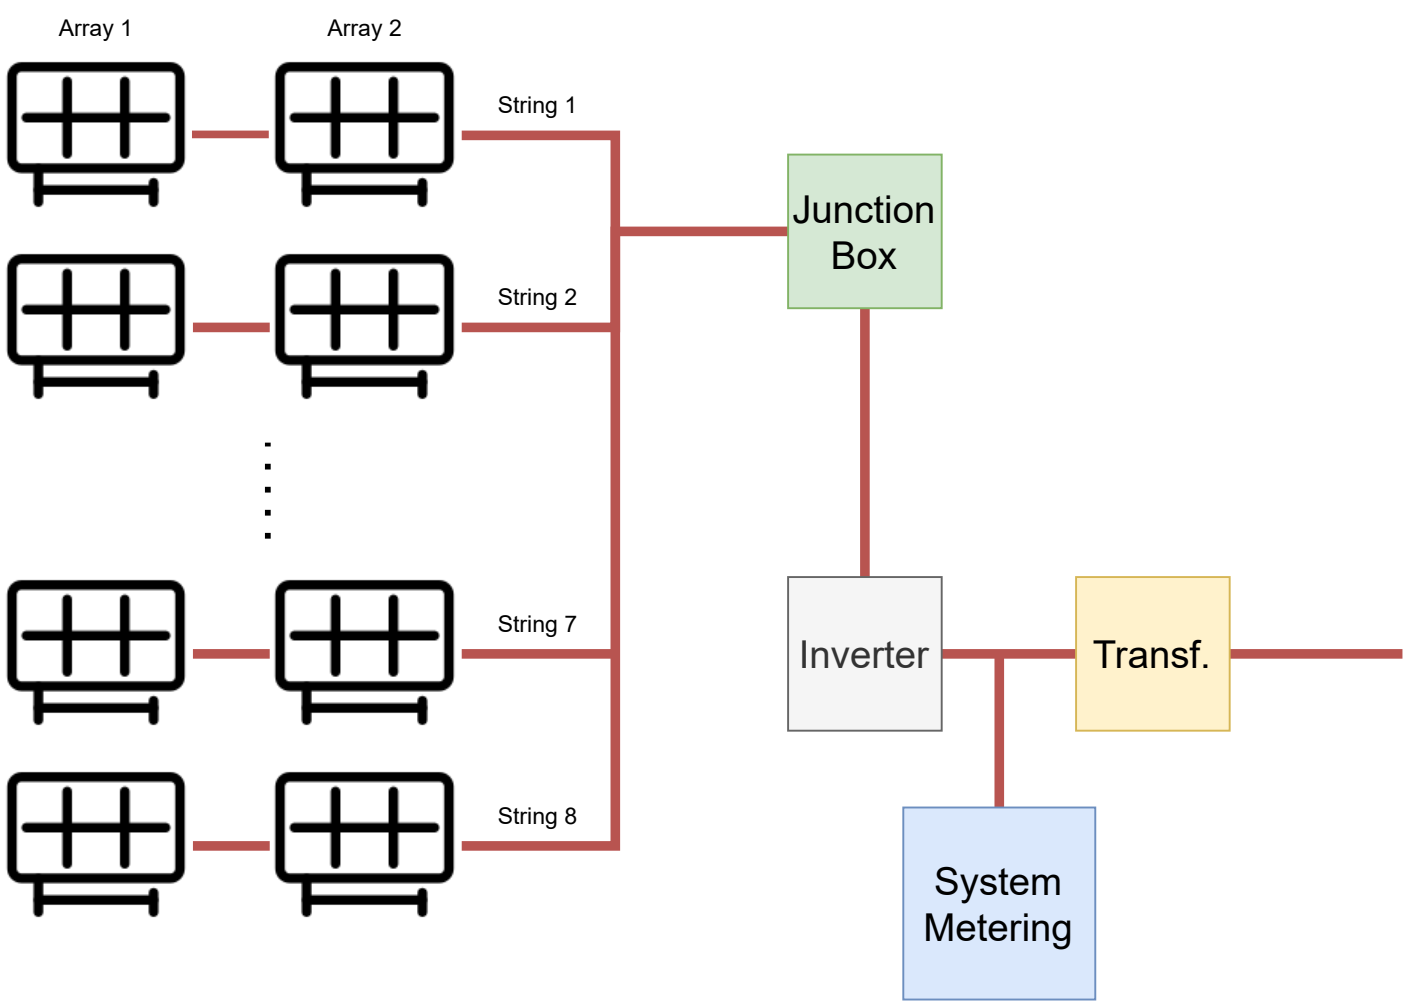 Array 1
Array 2
String 1
Junction
Box
String 2
String 7
Inverter
Transf.
String 8
System
Metering